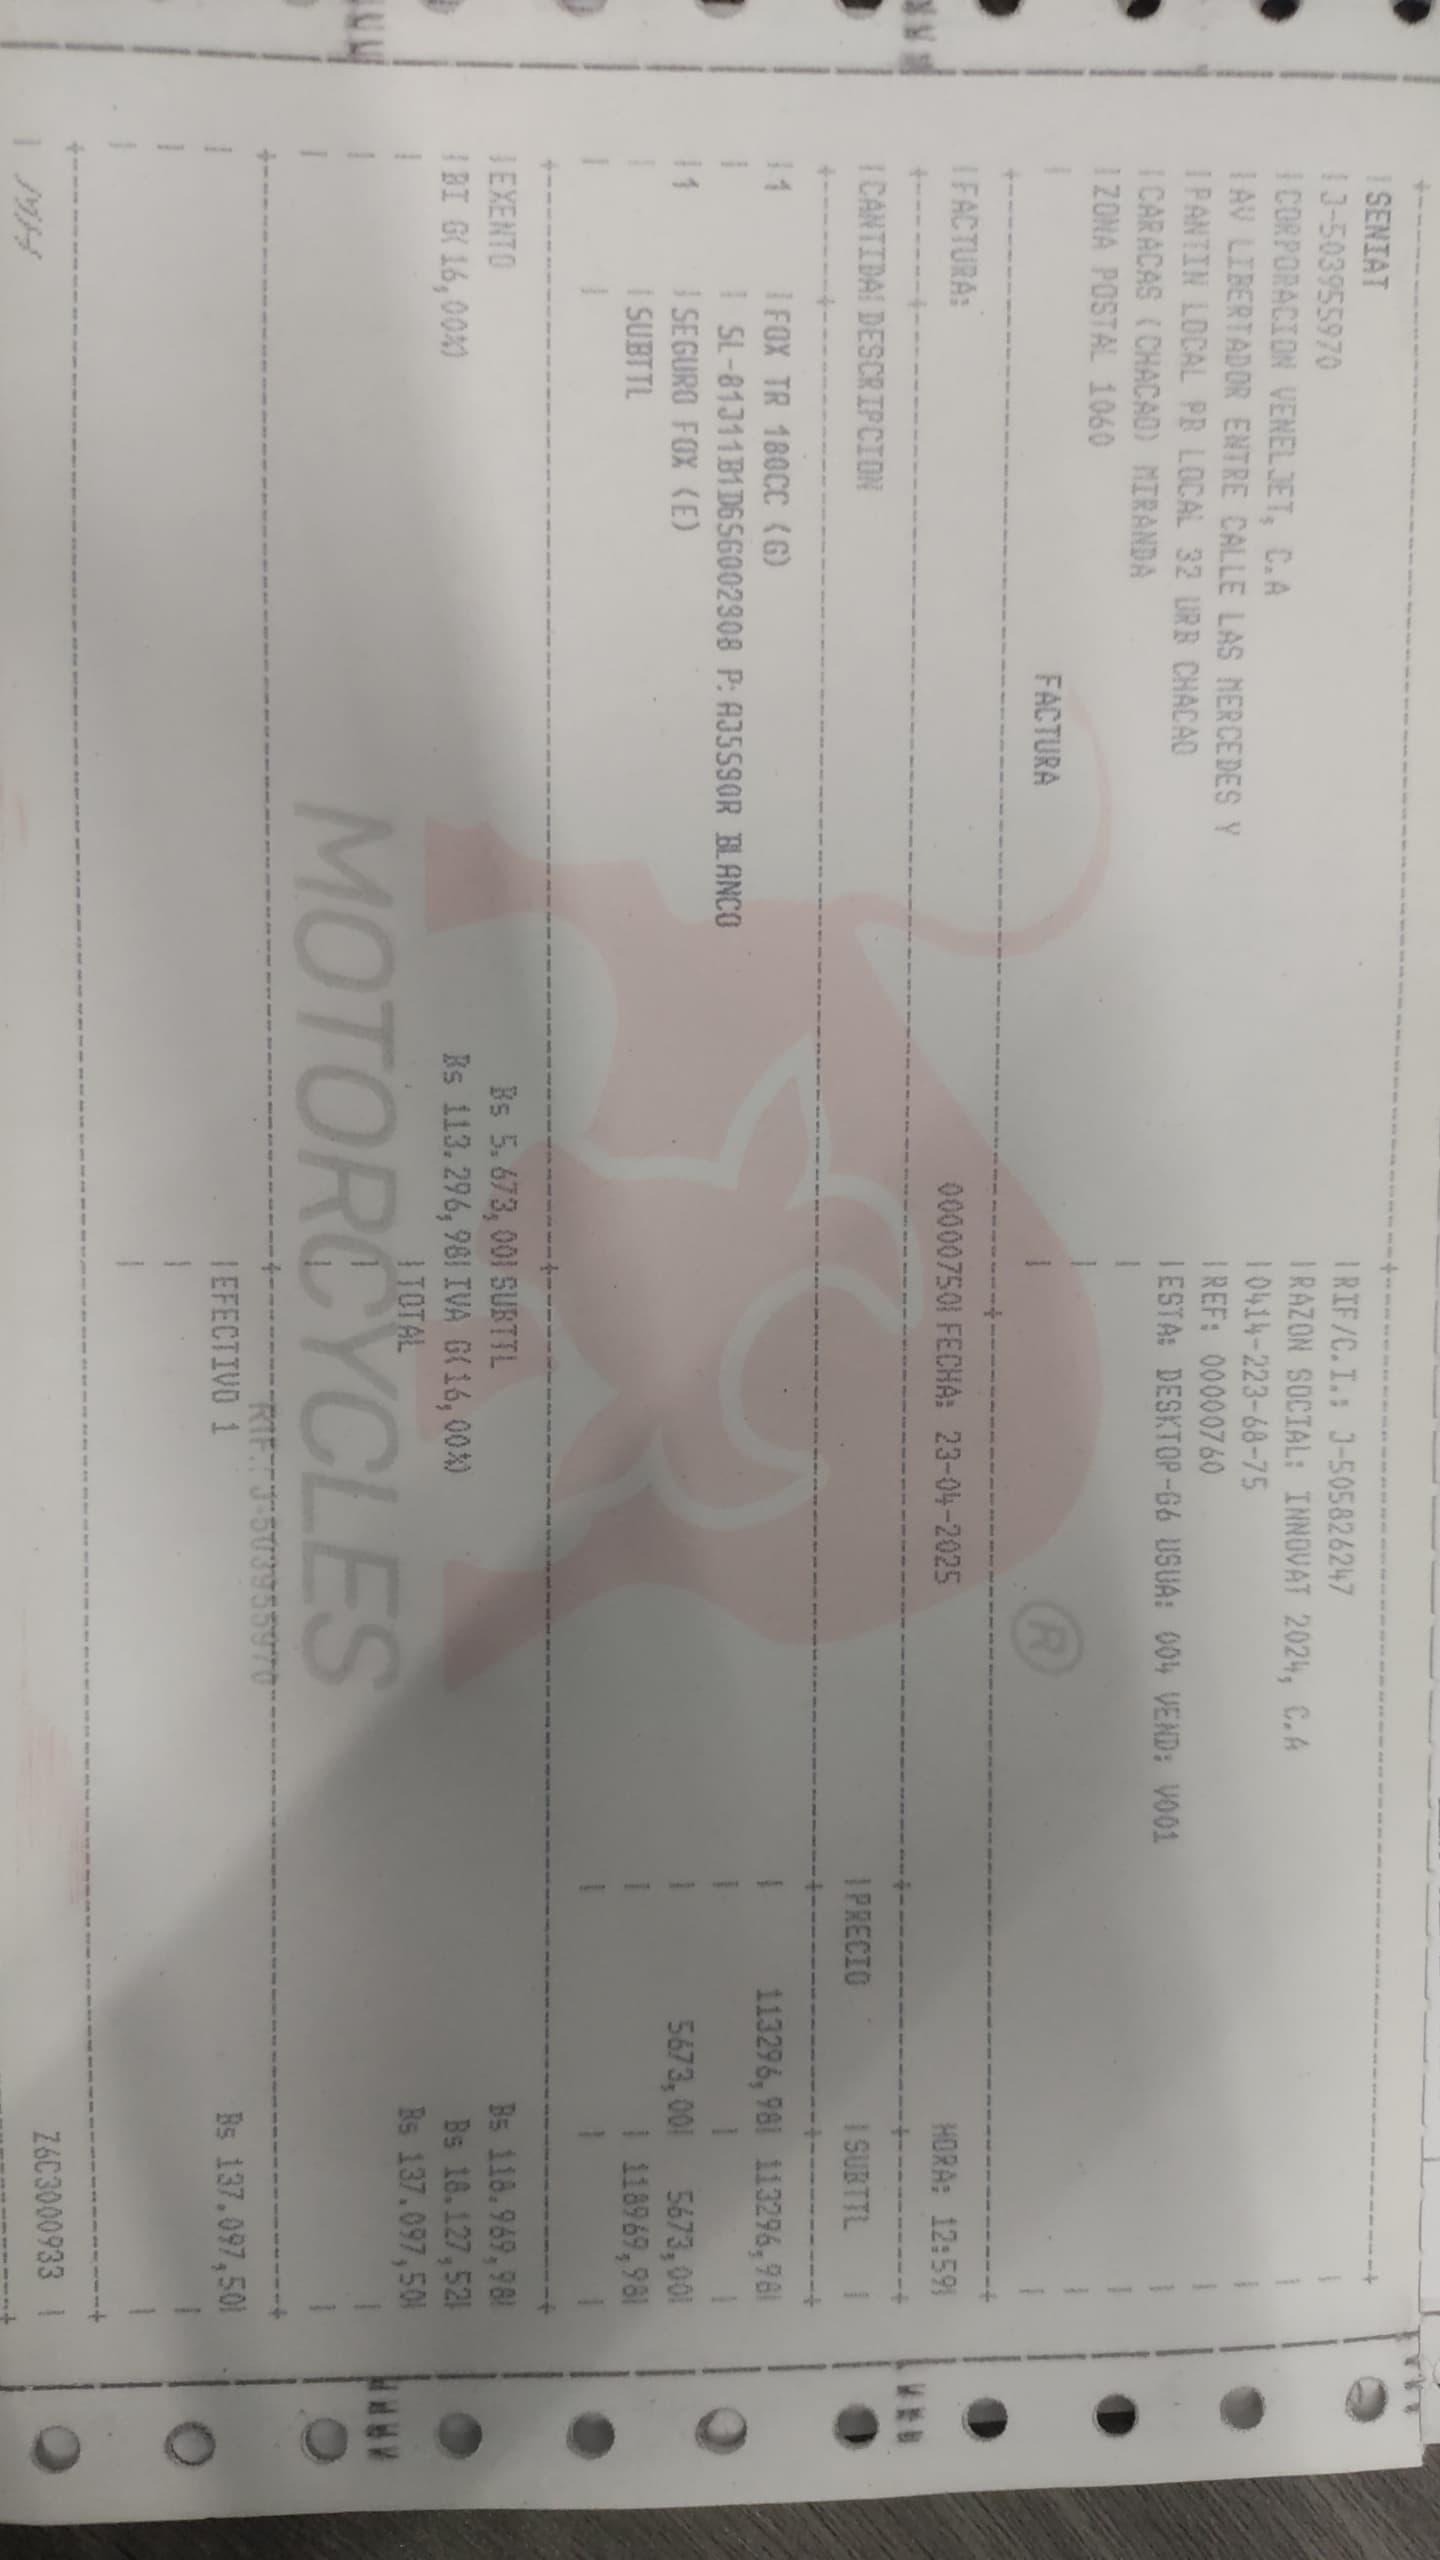 SENIAT
J-503955970
CORPORACION VENELJET, C.A
AV LIBERTADOR ENTRE CALLE LAS MERCEDES Y
PANTIN LOCAL PB LOCAL 32 URB CHACAO
CARACAS (CHACAO) MIRANDA
ZONA POSTAL 1060
RIF/C.I.: J-505826247
RAZON SOCIAL: INNOVAT 2024, C.A
0414-223-68-75
REF: 00000760
ESTA: DESKTOP-G6 USUA: 004 VEND: V001
FACTURA
FACTURA: 00000750 FECHA: 23-04-2025 HORA: 12:59
CANTIDA DESCRIPCION PRECIO SUBTTL
1 FOX TR 180CC (G) 113296,98 113296,98
SL-813J11B1D6SG002908 P: AJ5S90R BLANCO
1 SEGURO FOX (E) 5673,00 5673,00
SUBTTL 118969,98
EXENTO Bs 5.673,00 SUBTTL Bs 118.969,98
BI G(16,00%) Bs 113.296,98 IVA G(16,00%) Bs 18.127,52
TOTAL Bs 137.097,50
MOTORCYCLES
®
RIF.: J-503955970
EFECTIVO 1 Bs 137.097,50
MH Z6C3000933